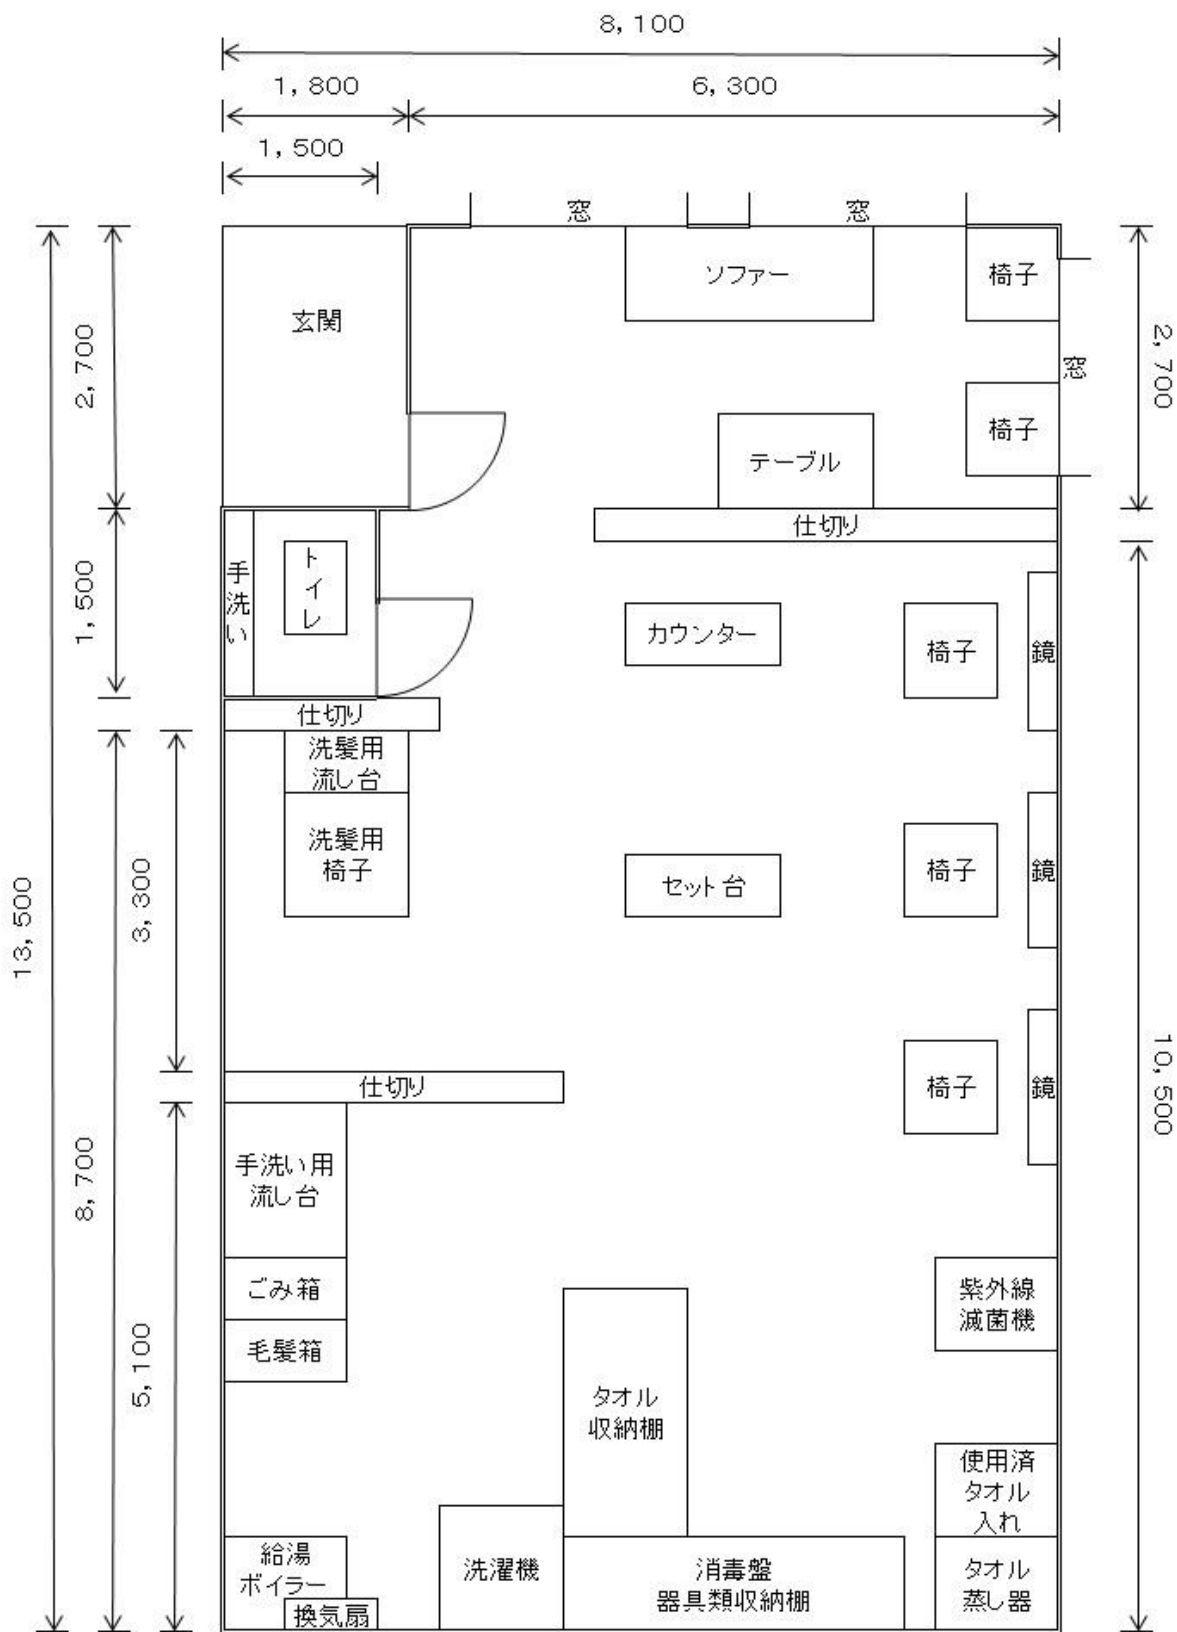 8,100
1,800
6,300
1,500
窓
窓
ソファー
椅子
玄関
2,700
2,700
窓
椅子
テーブル
仕切り
1,500
手洗い
トイレ
カウンター
椅子
鏡
仕切り
洗髪用
流し台
洗髪用
椅子
セット台
椅子
鏡
13,500
3,300
仕切り
椅子
鏡
10,500
8,700
手洗い用
流し台
ごみ箱
毛髪箱
5,100
紫外線
滅菌機
タオル
収納棚
使用済
タオル
入れ
給湯
ボイラー
換気扇
洗濯機
消毒盤
器具類収納棚
タオル
蒸し器